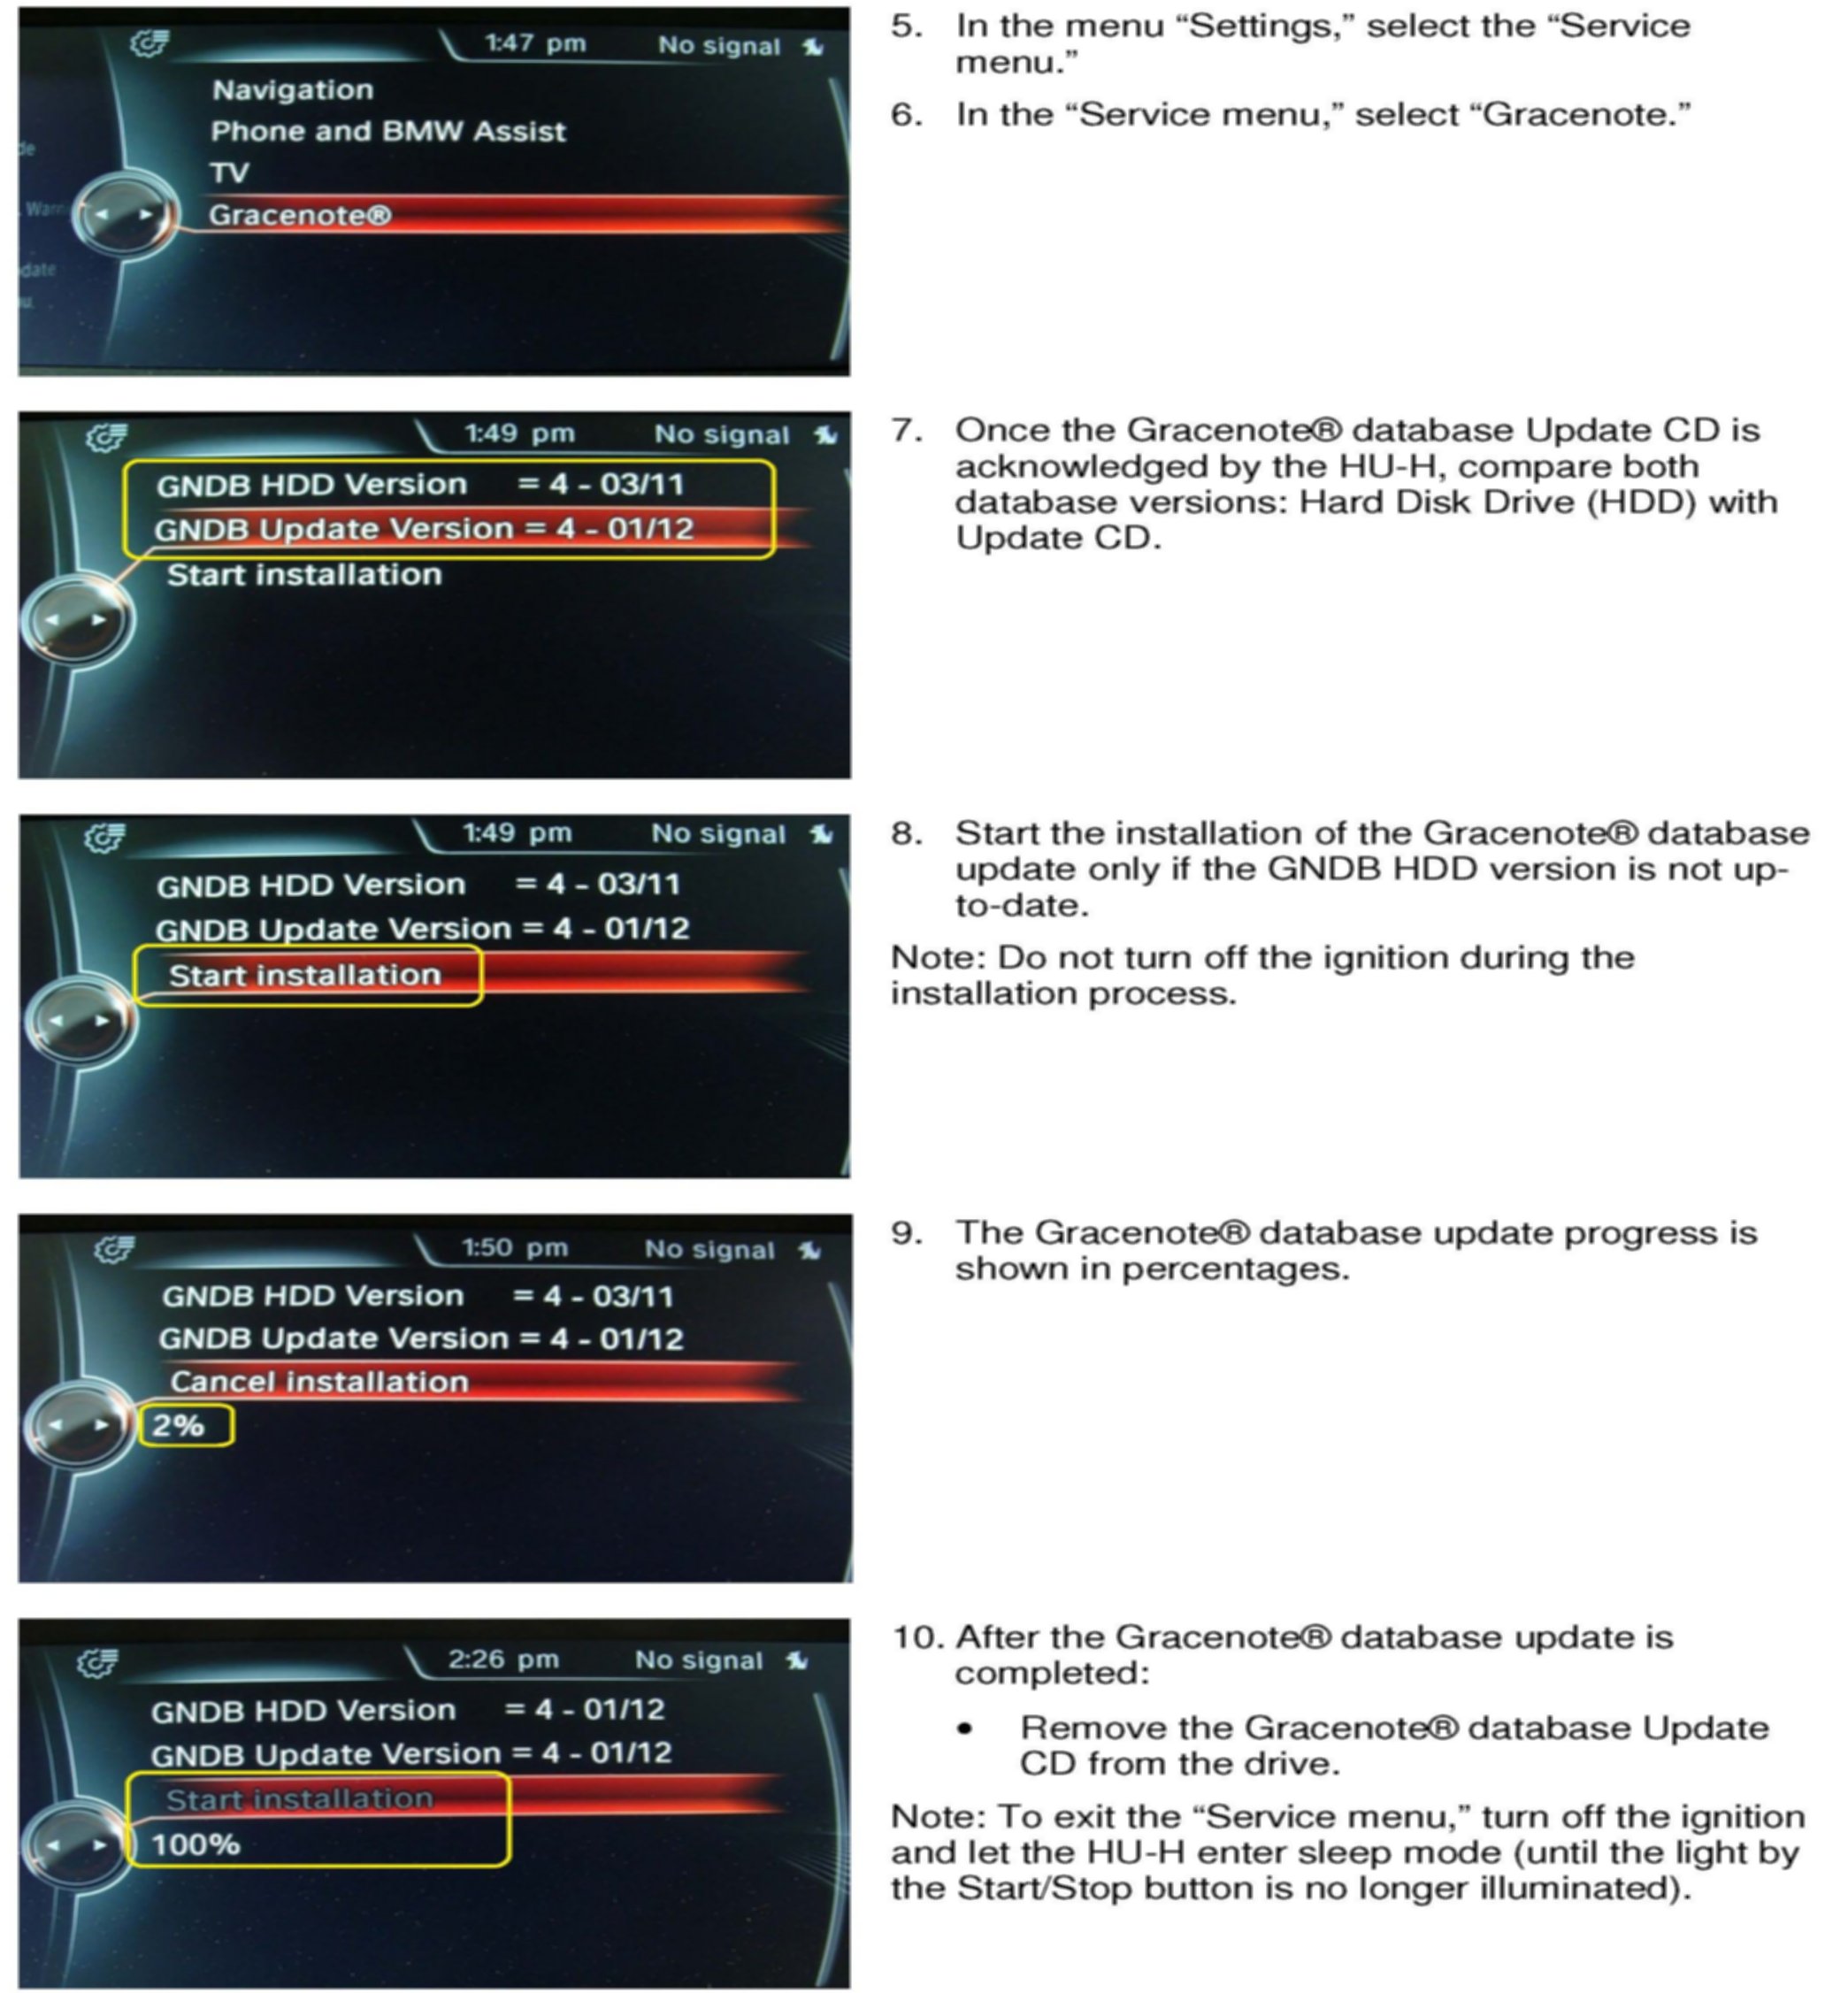 1:47 pm No signal
Navigation
Phone and BMW Assist
TV
Gracenote®
date
5. In the menu “Settings,” select the “Service
menu.”
6. In the “Service menu,” select “Gracenote.”
1:49 pm No signal
GNDB HDD Version = 4 - 03/11
GNDB Update Version = 4 - 01/12
Start installation
7. Once the Gracenote® database Update CD is
acknowledged by the HU-H, compare both
database versions: Hard Disk Drive (HDD) with
Update CD.
1:49 pm No signal
GNDB HDD Version = 4 - 03/11
GNDB Update Version = 4 - 01/12
Start installation
8. Start the installation of the Gracenote® database
update only if the GNDB HDD version is not up-
to-date.
Note: Do not turn off the ignition during the
installation process.
1:50 pm No signal
GNDB HDD Version = 4 - 03/11
GNDB Update Version = 4 - 01/12
Cancel installation
2%
9. The Gracenote® database update progress is
shown in percentages.
2:26 pm No signal
GNDB HDD Version = 4 - 01/12
GNDB Update Version = 4 - 01/12
Start installation
100%
10. After the Gracenote® database update is
completed:
• Remove the Gracenote® database Update
CD from the drive.
Note: To exit the “Service menu,” turn off the ignition
and let the HU-H enter sleep mode (until the light by
the Start/Stop button is no longer illuminated).